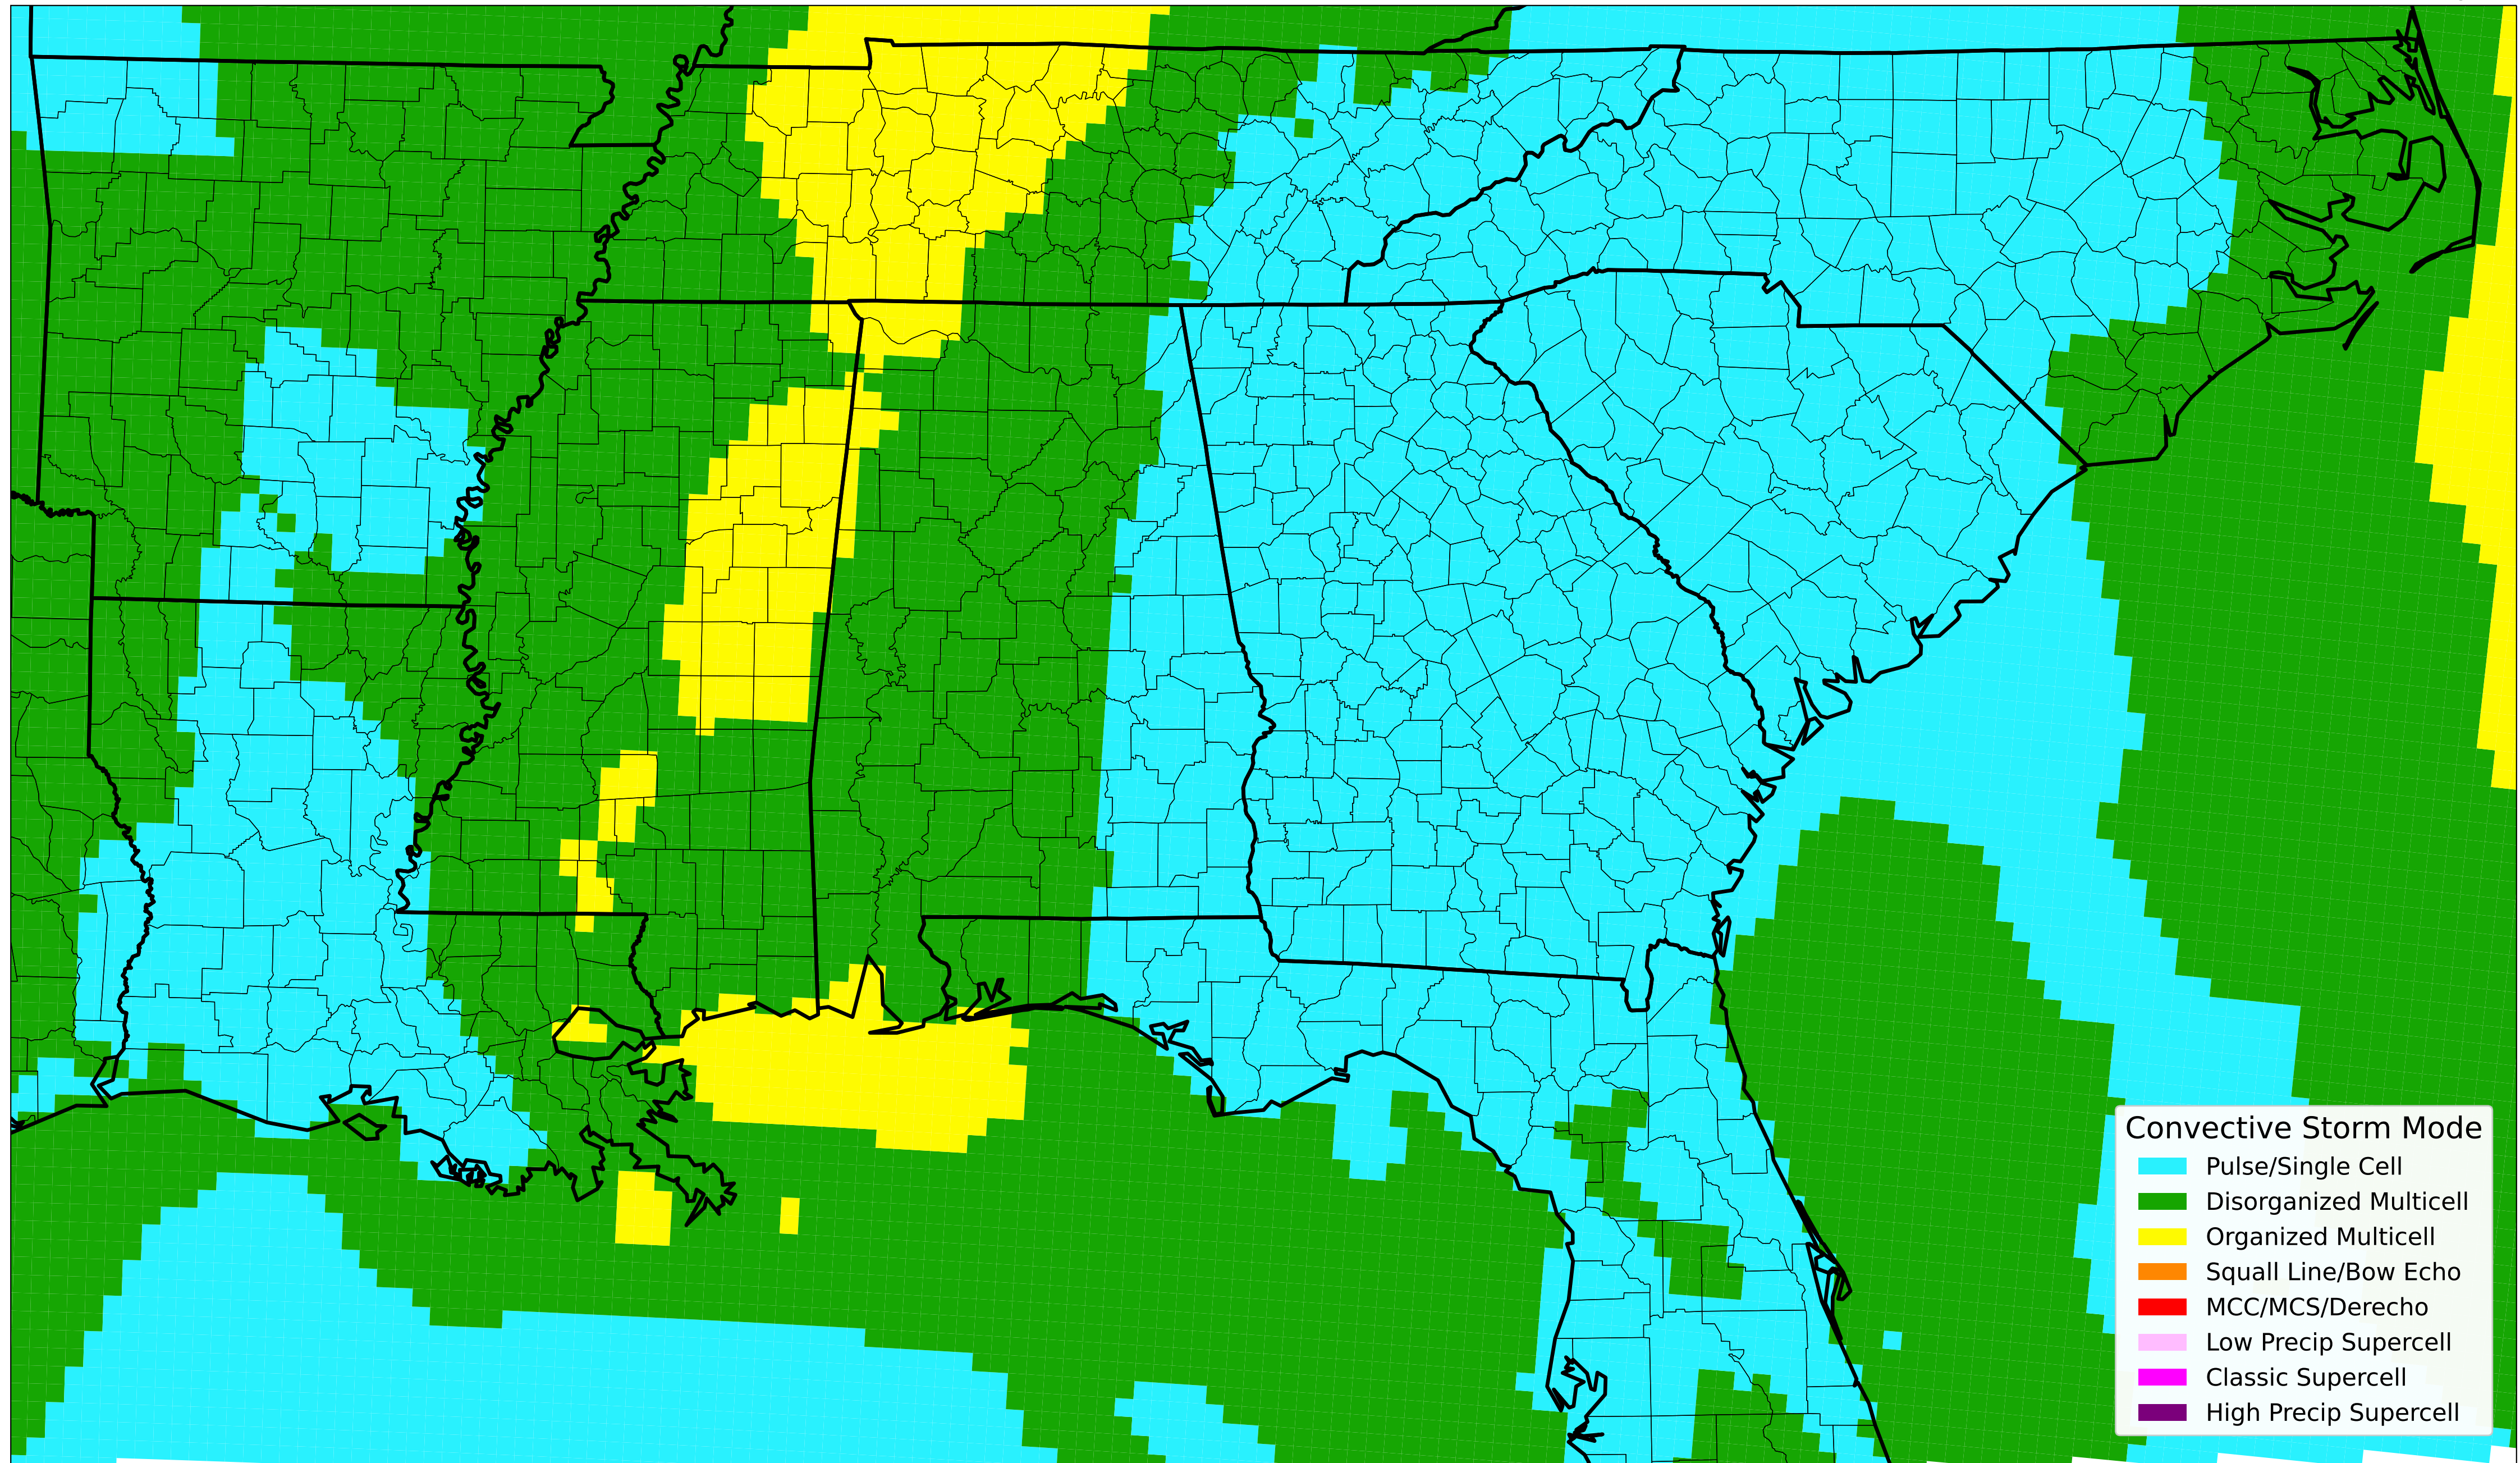 Convective Storm Mode
Pulse/Single Cell
Disorganized Multicell
Organized Multicell
Squall Line/Bow Echo
MCC/MCS/Derecho
Low Precip Supercell
Classic Supercell
High Precip Supercell